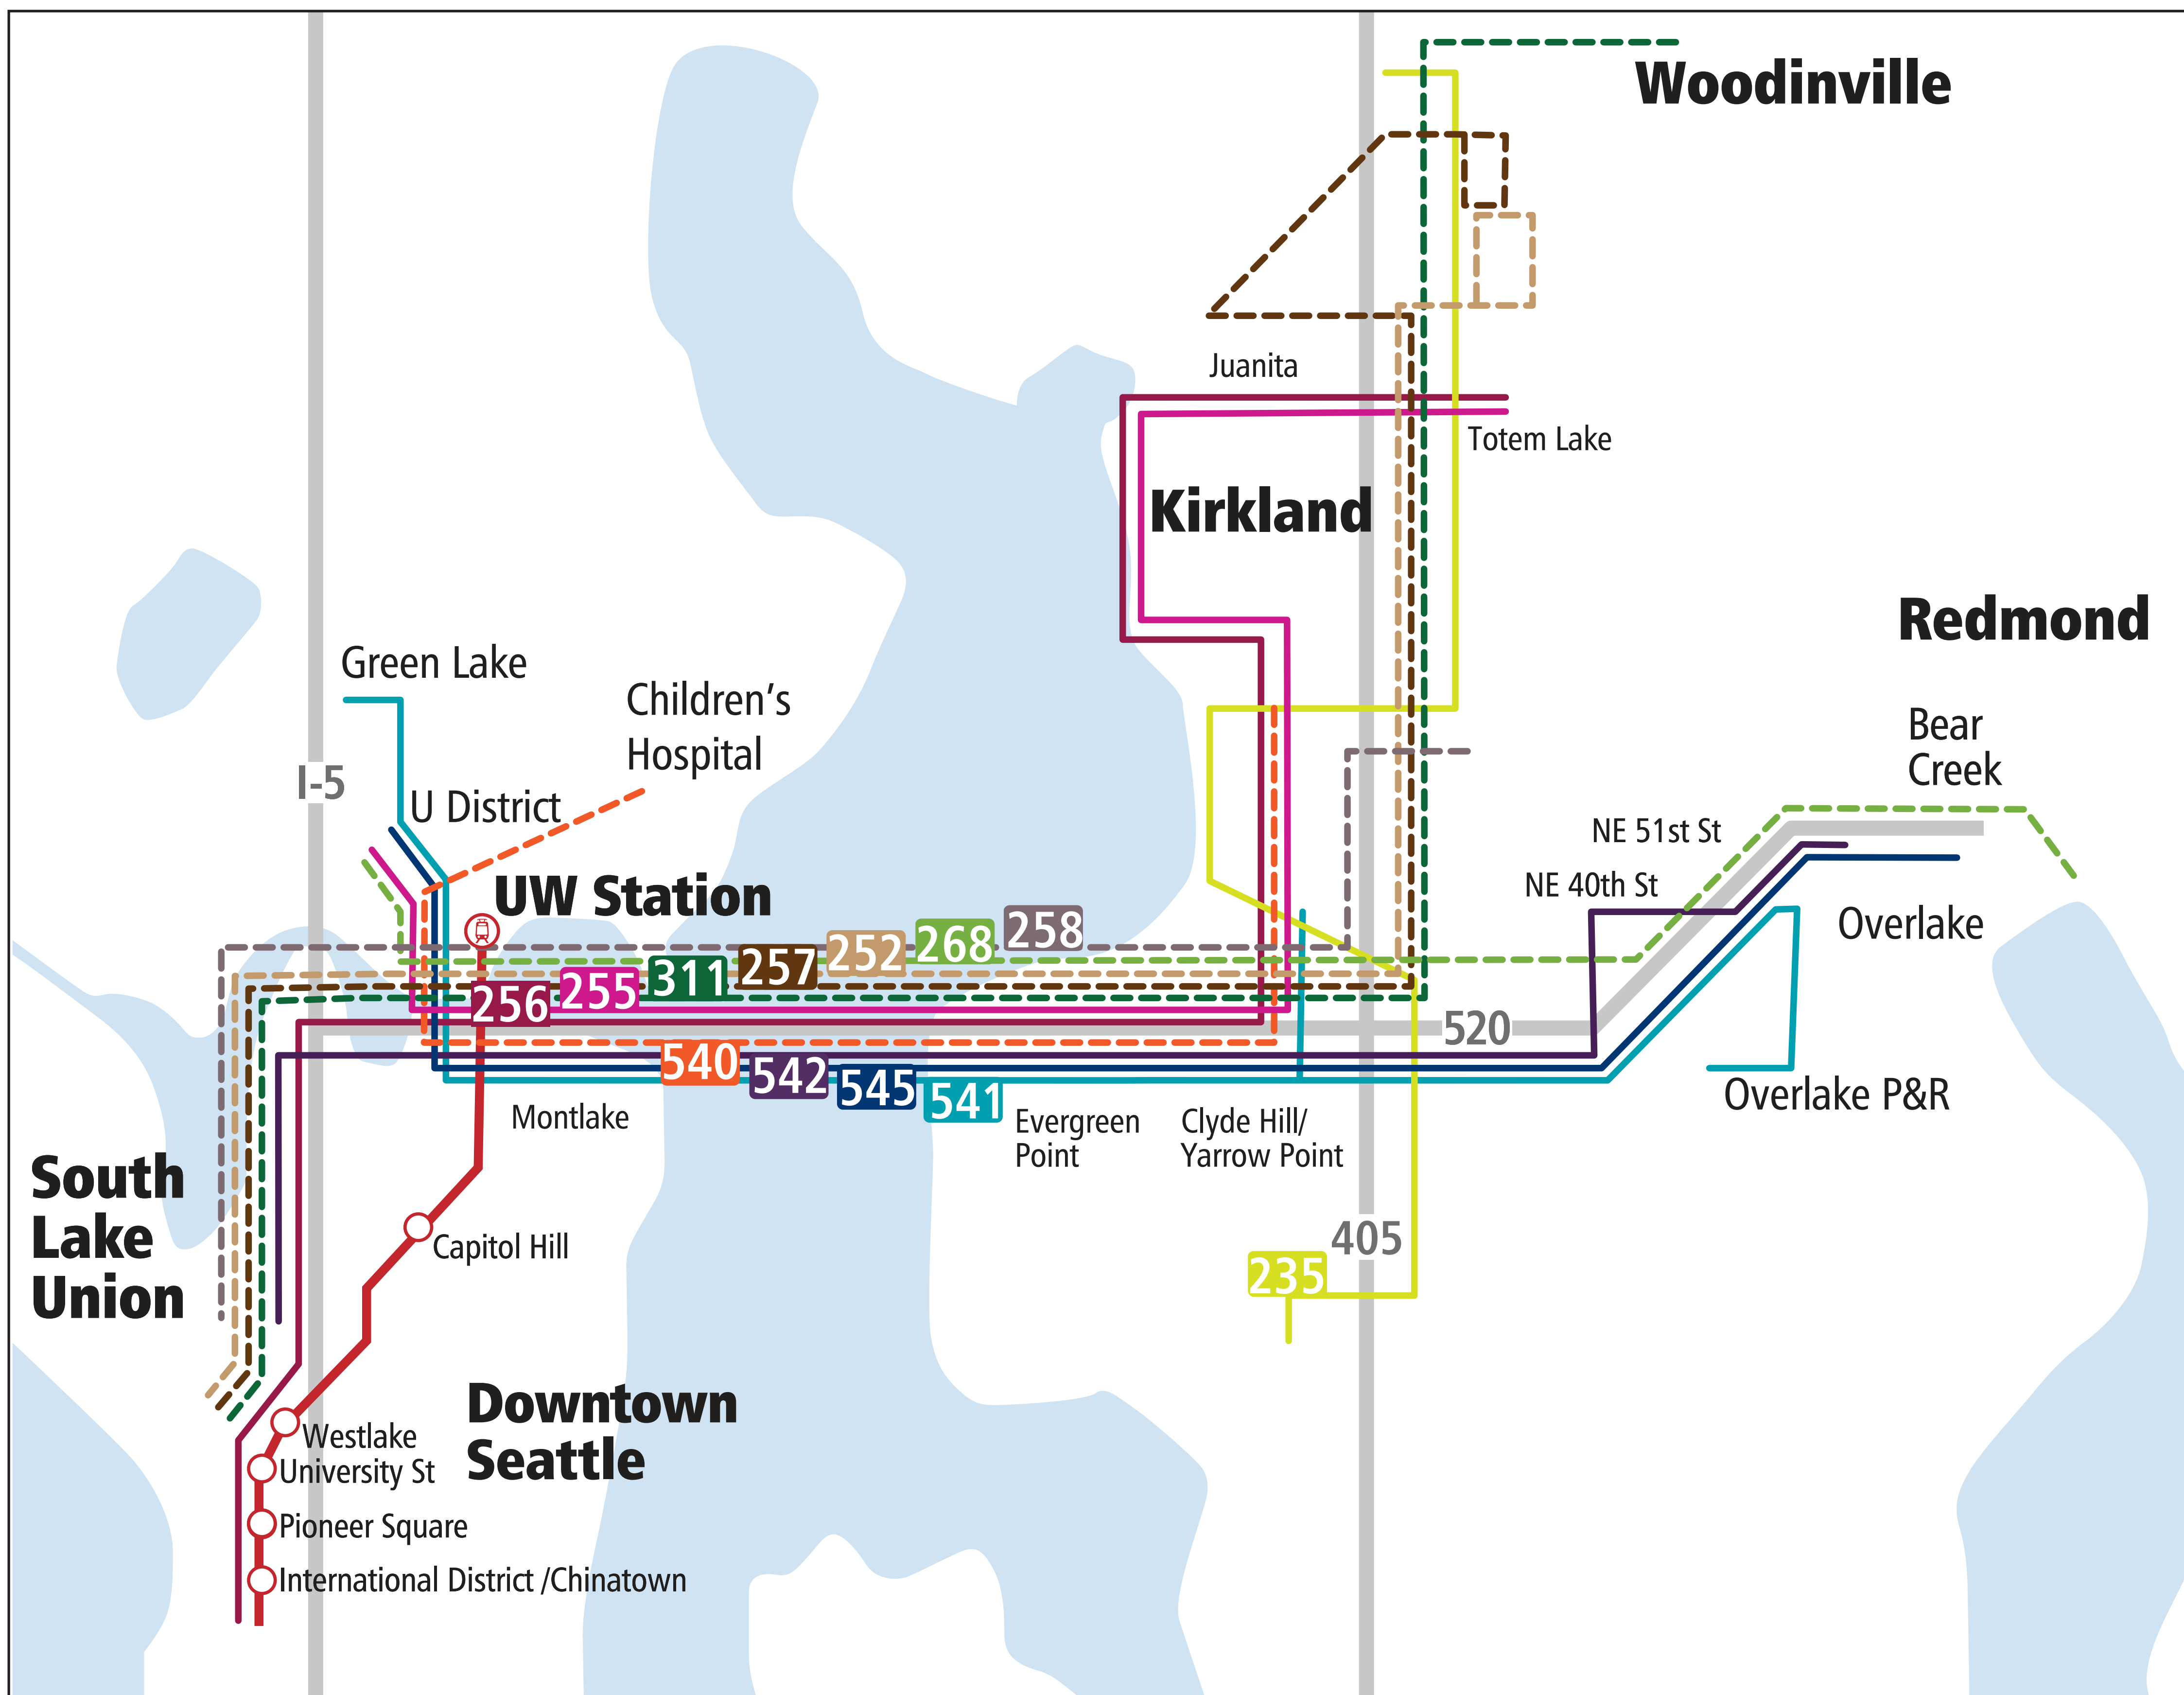 Woodinville
Juanita
Totem Lake
Kirkland
Redmond
Green Lake
Children's
Hospital
Bear
Creek
I-5
U District
NE 51st St
UW Station
NE 40th St
Overlake
258
268
252
257
311
255
256
520
540
542
545
541
Montlake
Evergreen
Point
Clyde Hill/
Yarrow Point
Overlake P&R
South
Lake
Union
Capitol Hill
405
235
Downtown
Seattle
Westlake
University St
Pioneer Square
International District /Chinatown